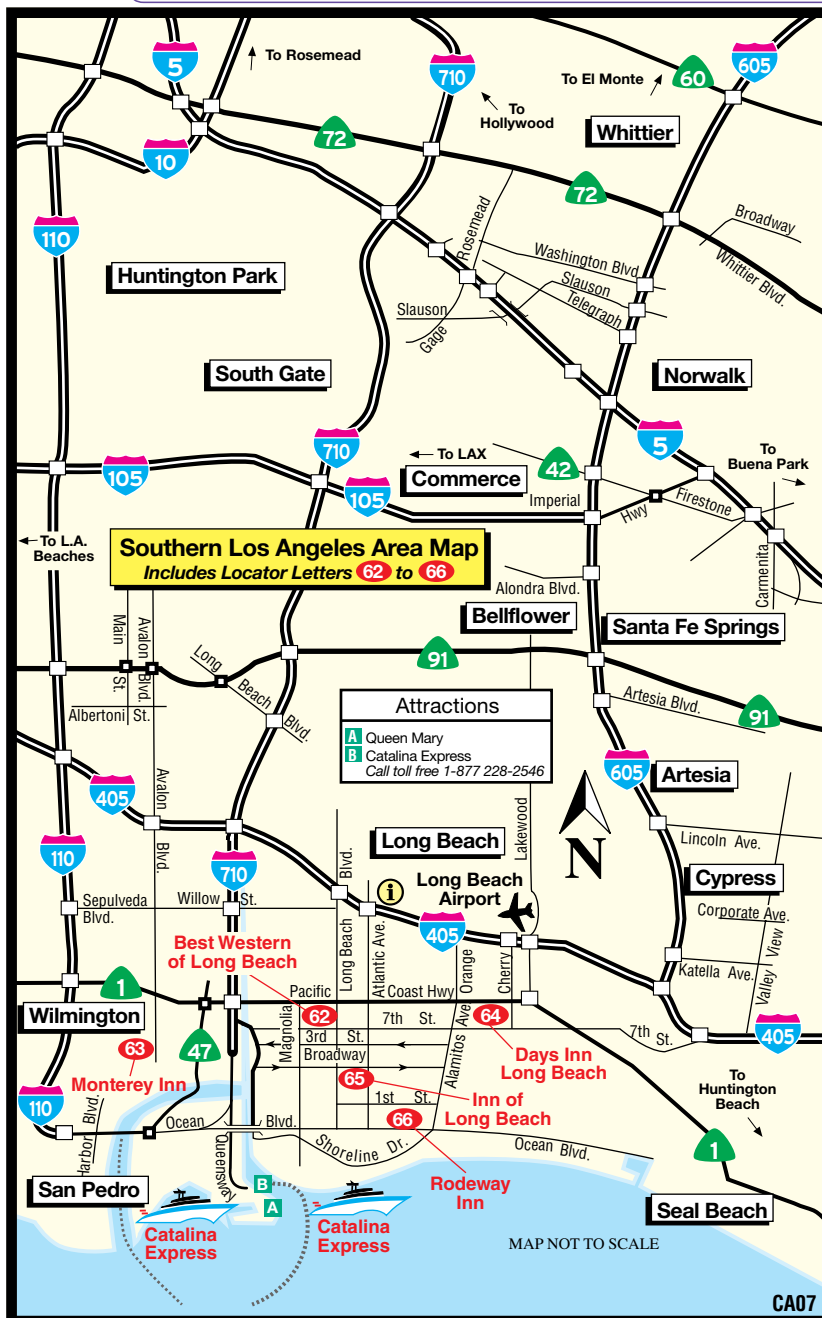 To Rosemead
5
710
605
To El Monte
60
To
Hollywood
Whittier
72
10
72
110
Rosemead
Broadway
Washington Blvd.
Whittier Blvd.
Huntington Park
Slauson
Telegraph
Slauson
Gage
South Gate
Norwalk
710
5
To LAX
42
To
Buena Park
105
Commerce
105
Imperial
Hwy
Firestone
To L.A.
Beaches
Southern Los Angeles Area Map
Includes Locator Letters 62 to 66
Alondra Blvd.
Carmenita
Main St.
Avalon Blvd.
Bellflower
Santa Fe Springs
Long Beach Blvd.
91
Albertoni St.
Artesia Blvd.
91
Attractions
A Queen Mary
B Catalina Express
Call toll free 1-877 228-2546
605
Artesia
405
Avalon Blvd.
Lakewood
N
110
710
Long Beach
Lincoln Ave.
Blvd.
Long Beach
Long Beach
Airport
i
Cypress
Sepulveda
Blvd.
Willow St.
Corporate Ave.
Valley View
405
Best Western
of Long Beach
Atlantic Ave.
Orange
Cherry
Katella Ave.
1
Pacific Coast Hwy
Wilmington
62
7th St.
64
7th St.
405
Magnolia
3rd St.
63
47
Broadway
Alamitos Ave.
Days Inn
Long Beach
Monterey Inn
65
Inn of
Long Beach
110
1st St.
66
To
Huntington
Beach
Harbor Blvd.
Ocean Blvd.
Queensway
Shoreline Dr.
Ocean Blvd.
1
San Pedro
B
A
Rodeway
Inn
Seal Beach
Catalina
Express
Catalina
Express
MAP NOT TO SCALE
CA07